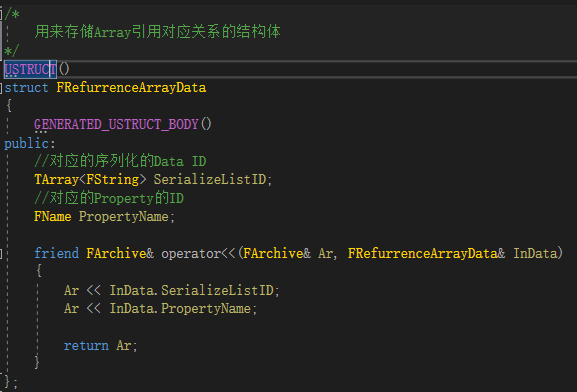 /*
用来存储Array引用对应关系的结构体
*/
USTRUCT()
struct FRefurrenceArrayData
{
GENERATED_USTRUCT_BODY()
public:
//对应的序列化的Data ID
TArray<FString> SerializeListID;
//对应的Property的ID
FName PropertyName;
friend FArchive& operator<<(FArchive& Ar, FRefurrenceArrayData& InData)
{
Ar << InData.SerializeListID;
Ar << InData.PropertyName;
return Ar;
}
};